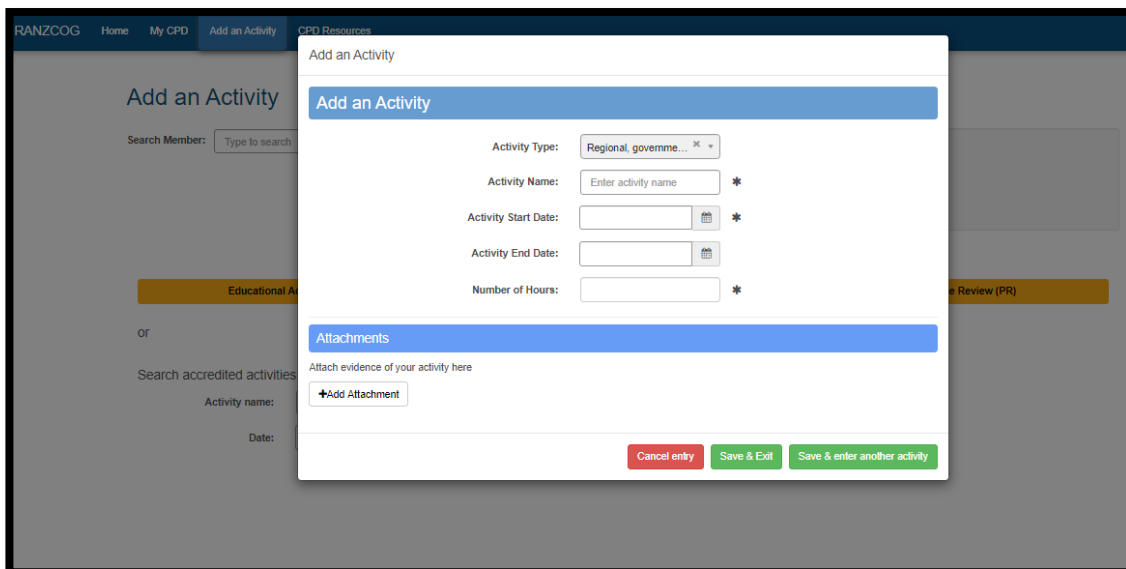 RANZCOG Home My CPD Add an Activity CPD Resources
Add an Activity
Search Member: Type to search
Educational
Review (PR)
or
Search accredited activities
Activity name:
Date:
Add an Activity
Add an Activity
Activity Type: Regional, governme... × 
Activity Name: Enter activity name *
Activity Start Date: *
Activity End Date:
Number of Hours: *
Attachments
Attach evidence of your activity here
+Add Attachment
Cancel entry Save & Exit Save & enter another activity